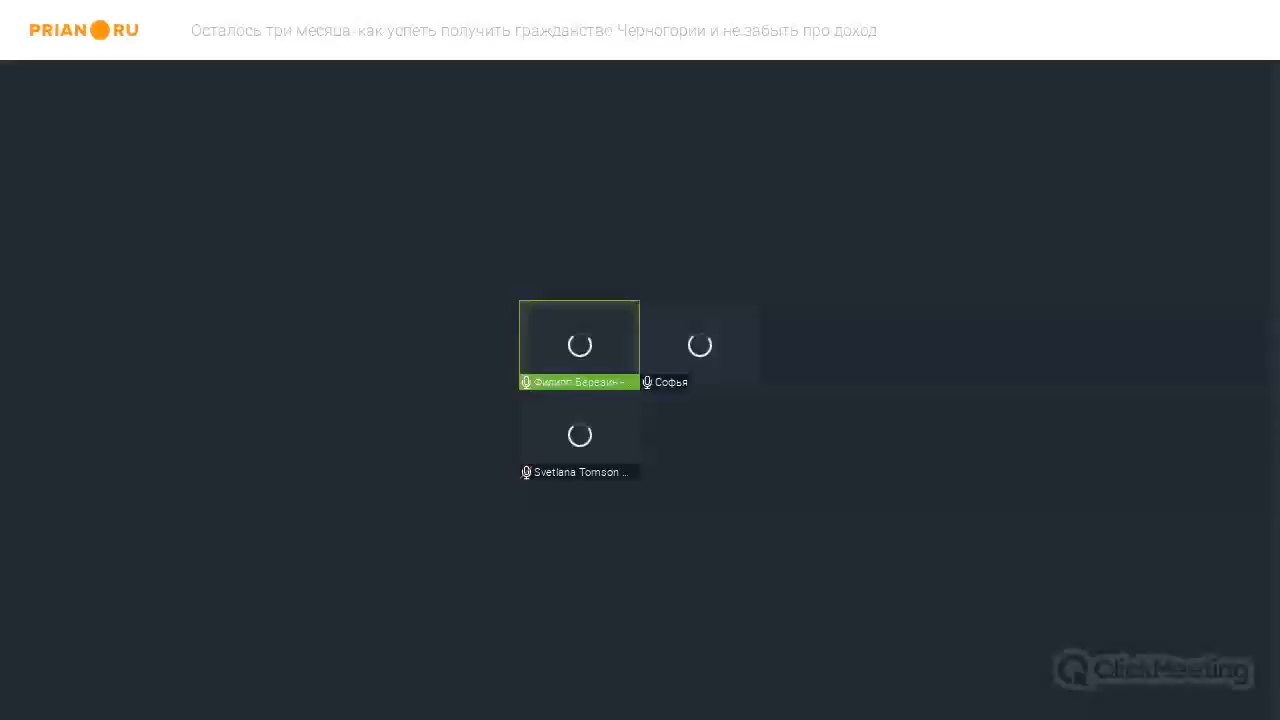 PRIAN RU
Осталось три месяца: как успеть получить гражданство Черногории и не забыть про доход
Филипп Березин -
Софья
Svetlana Tomson ...
ClickMeeting